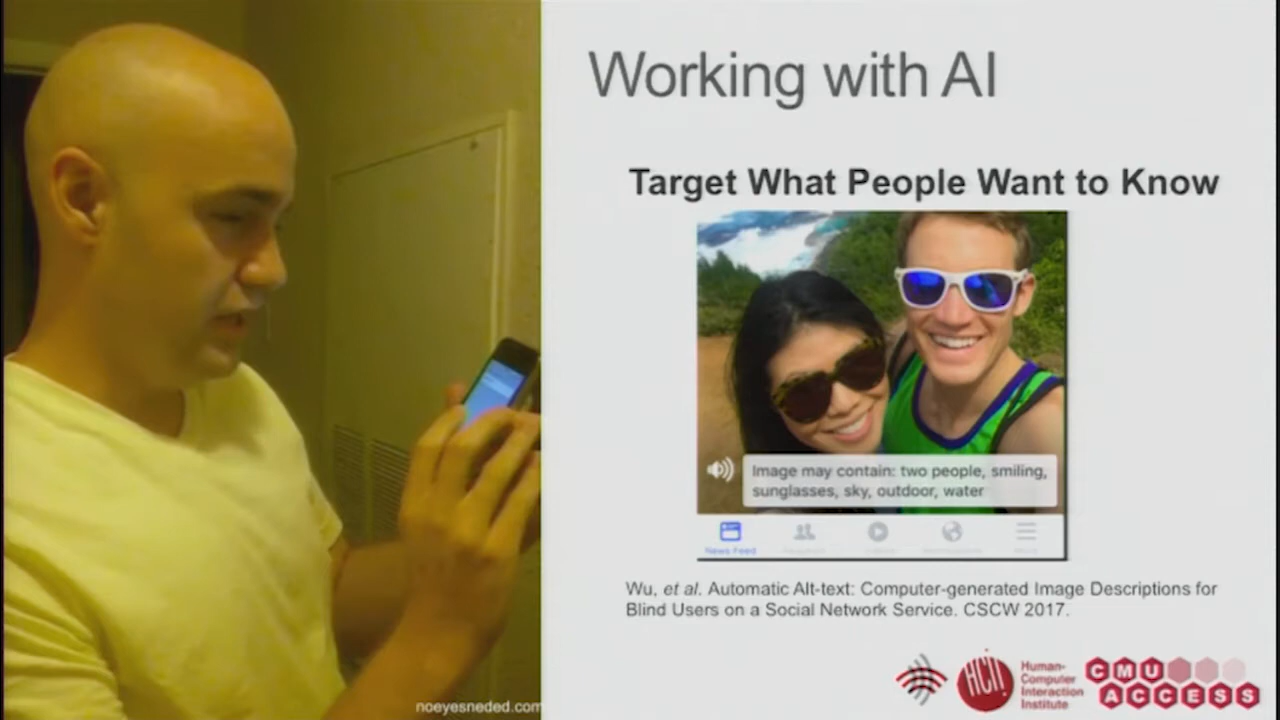 Working with AI
Target What People Want to Know
Image may contain: two people, smiling,
sunglasses, sky, outdoor, water
News Feed
Wu, et al. Automatic Alt-text: Computer-generated Image Descriptions for
Blind Users on a Social Network Service. CSCW 2017.
noeyesneded.com
HCII
Human-
Computer
Interaction
Institute
CMU
ACCESS